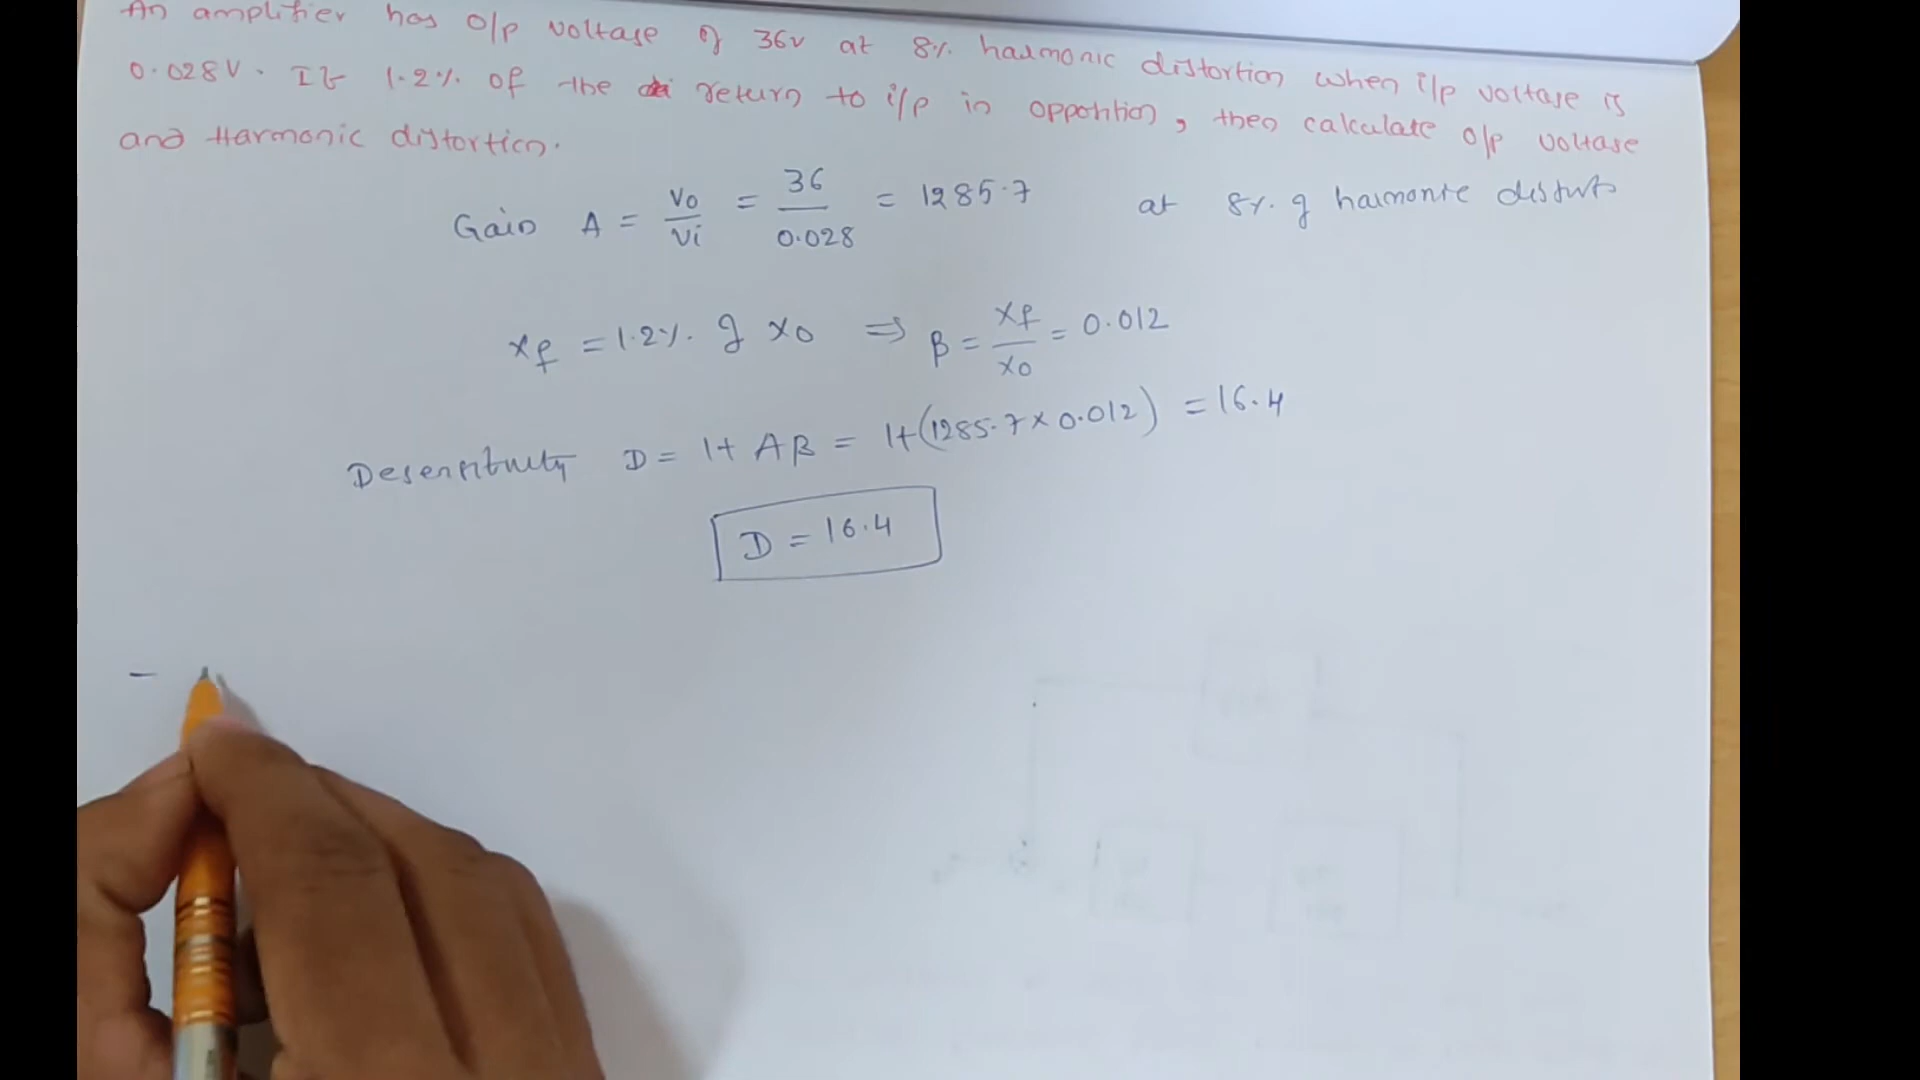 An amplifier has o/p voltage of 36v at 8% harmonic distortion when i/p voltage is
0.028V. If 1.2% of the return to i/p in opposition, then calculate o/p voltage
and Harmonic distortion.
Gain A = Vo/Vi = 36/0.028 = 1285.7 at 8% of harmonic
xf = 1.2% of xo ⇒ β = xf/xo = 0.012
Desensitivity D = 1+ Aβ = 1+(1285.7 x 0.012) = 16.4
D = 16.4
–